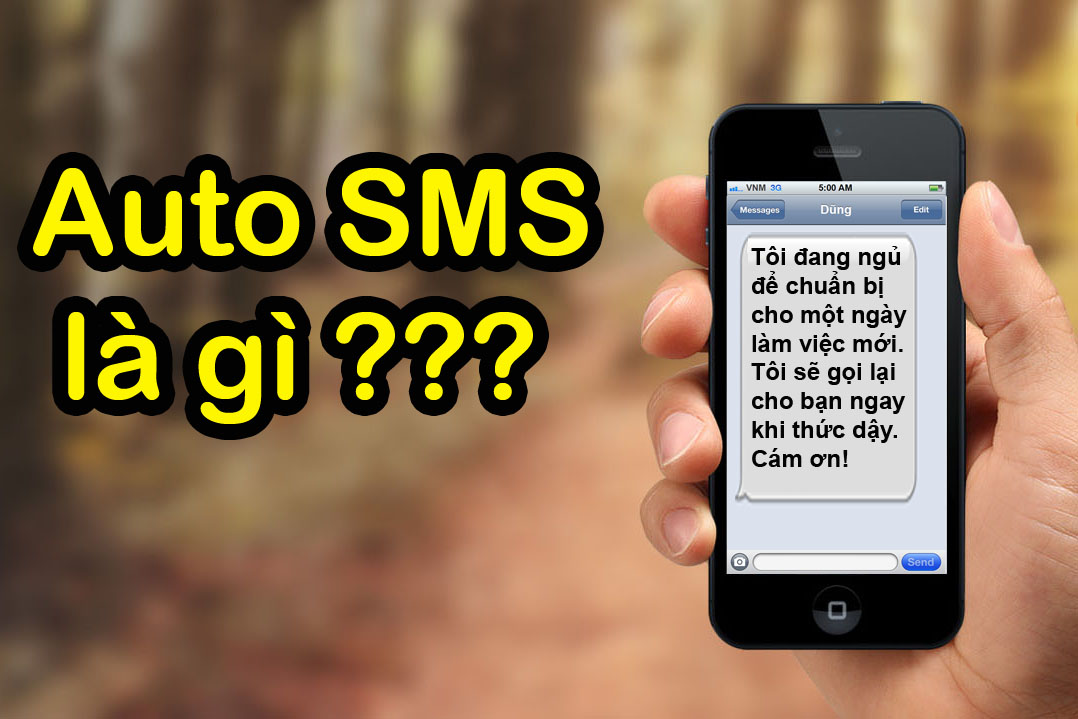 Auto SMS
là gì ???
VNM 3G
5:00 AM
Messages
Dũng
Edit
Tôi đang ngủ
để chuẩn bị
cho một ngày
làm việc mới.
Tôi sẽ gọi lại
cho bạn ngay
khi thức dậy.
Cám ơn!
Send